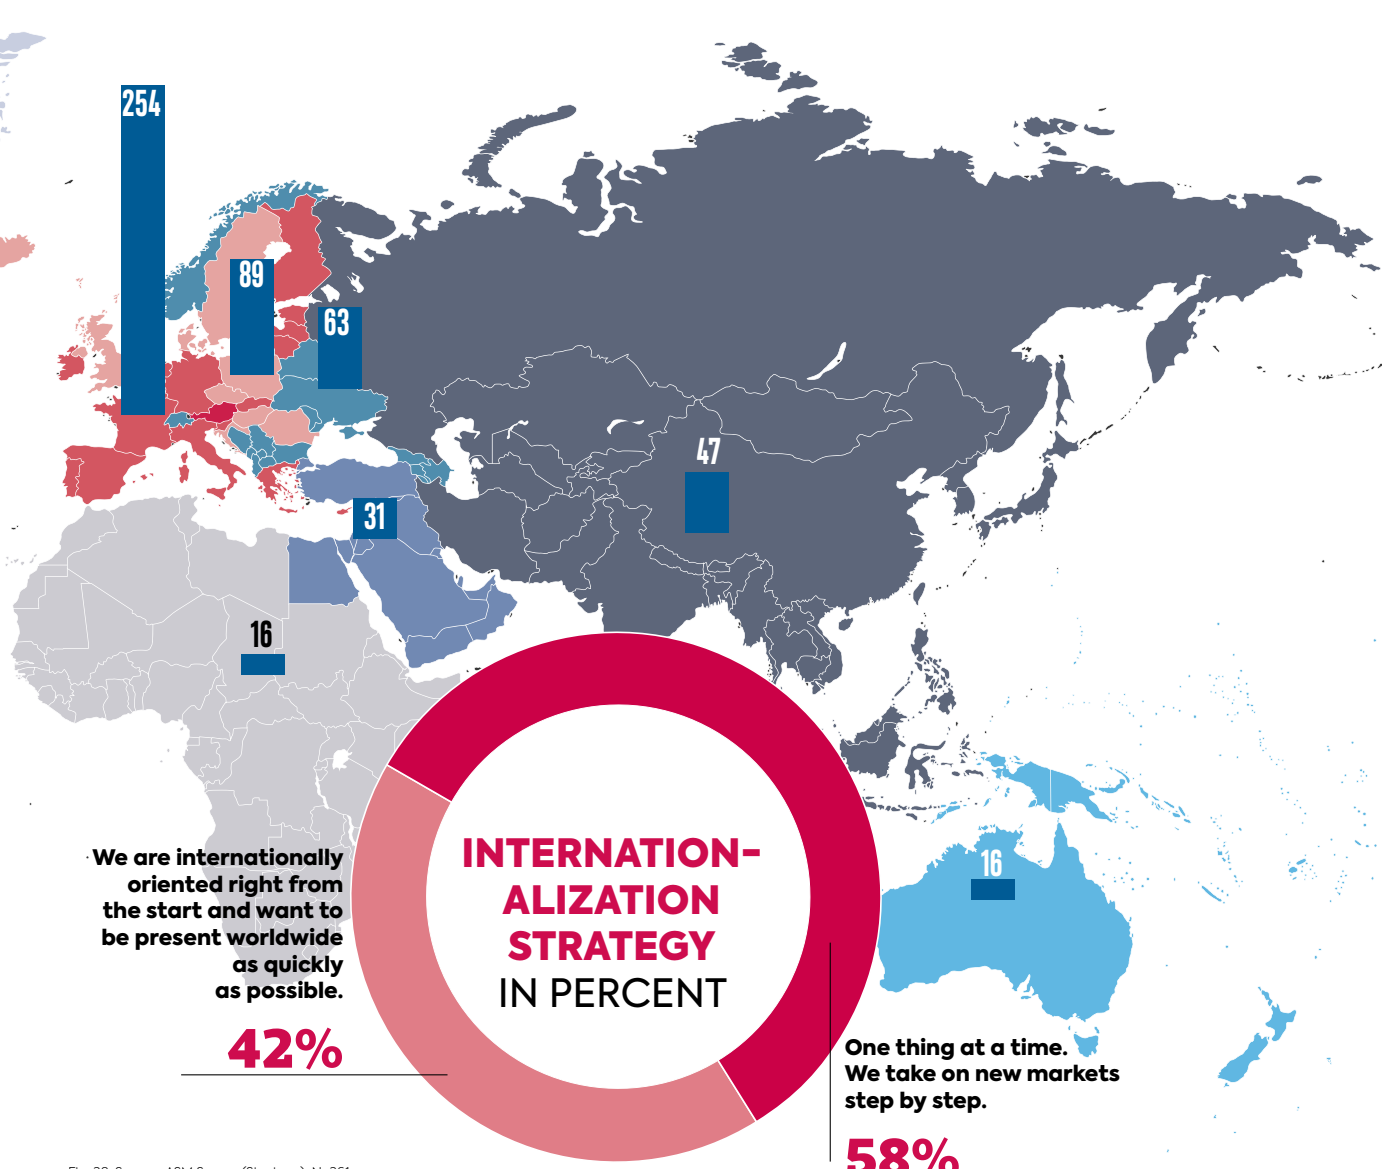 254
89
63
47
31
16
16
INTERNATION-
ALIZATION
STRATEGY
IN PERCENT
We are internationally
oriented right from
the start and want to
be present worldwide
as quickly
as possible.
42%
One thing at a time.
We take on new markets
step by step.
58%